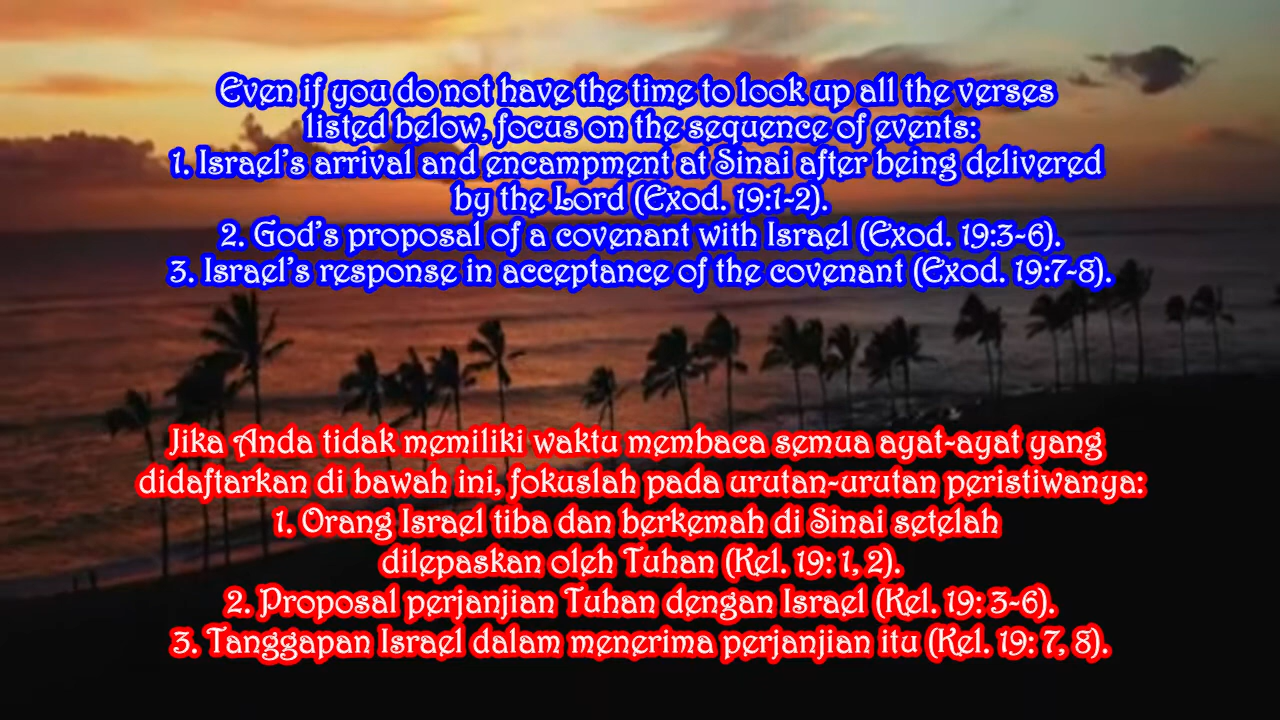 Even if you do not have the time to look up all the verses
listed below, focus on the sequence of events:
1. Israel's arrival and encampment at Sinai after being delivered
by the Lord (Exod. 19:1-2).
2. God's proposal of a covenant with Israel (Exod. 19:3-6).
3. Israel's response in acceptance of the covenant (Exod. 19:7-8).
Jika Anda tidak memiliki waktu membaca semua ayat-ayat yang
didaftarkan di bawah ini, fokuslah pada urutan-urutan peristiwanya:
1. Orang Israel tiba dan berkemah di Sinai setelah
dilepaskan oleh Tuhan (Kel. 19: 1, 2).
2. Proposal perjanjian Tuhan dengan Israel (Kel. 19: 3-6).
3. Tanggapan Israel dalam menerima perjanjian itu (Kel. 19: 7, 8).